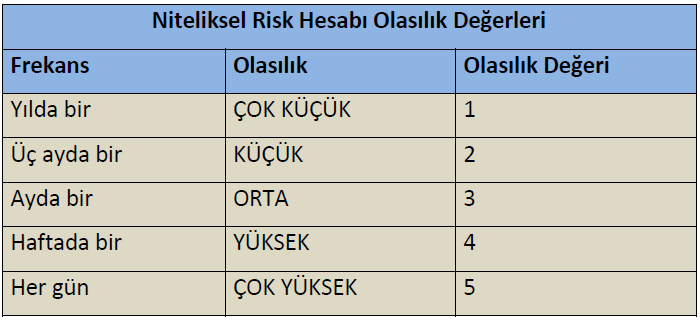 Niteliksel Risk Hesabı Olasılık Değerleri
Frekans Olasılık Olasılık Değeri
Yılda bir ÇOK KÜÇÜK 1
Üç ayda bir KÜÇÜK 2
Ayda bir ORTA 3
Haftada bir YÜKSEK 4
Her gün ÇOK YÜKSEK 5